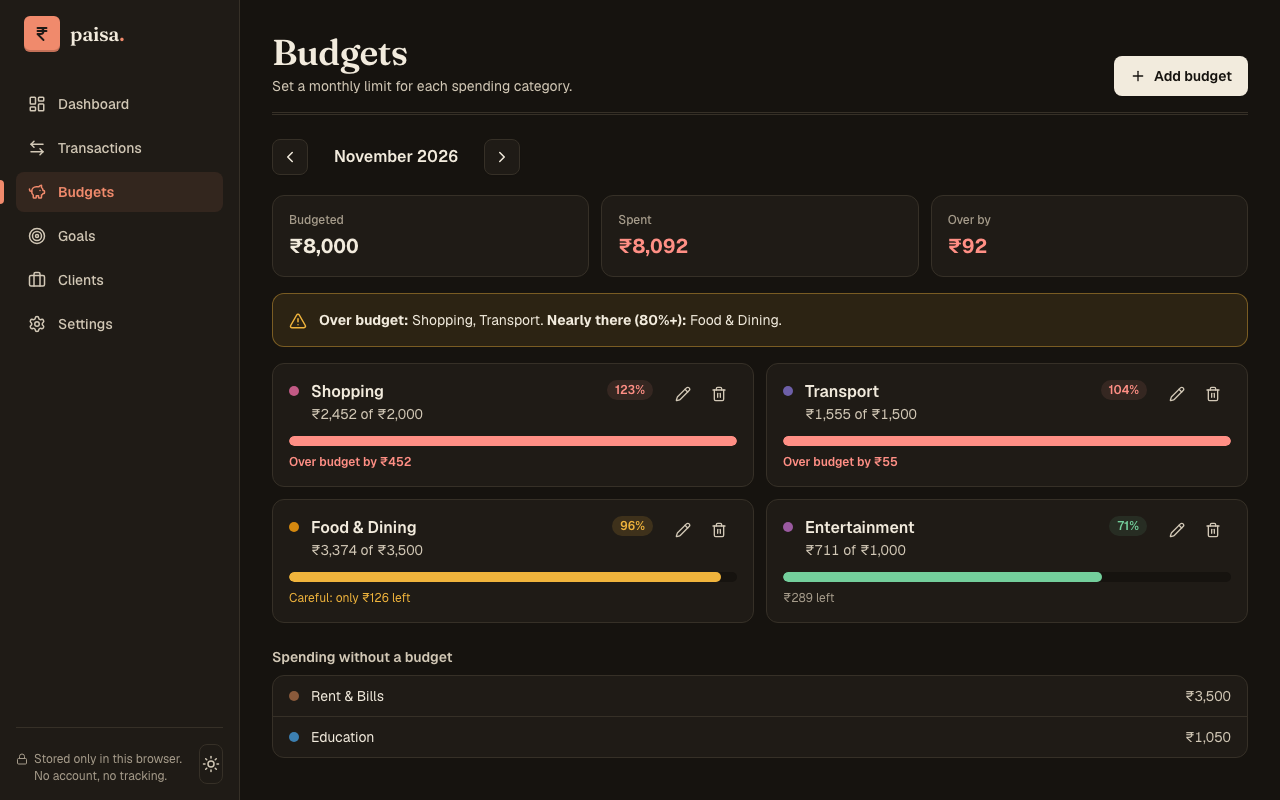 ₹ paisa.
Dashboard
Transactions
Budgets
Goals
Clients
Settings
Stored only in this browser.
No account, no tracking.
Budgets
Set a monthly limit for each spending category.
Add budget
November 2026
Budgeted
₹8,000
Spent
₹8,092
Over by
₹92
Over budget: Shopping, Transport. Nearly there (80%+): Food & Dining.
Shopping 123%
₹2,452 of ₹2,000
Over budget by ₹452
Transport 104%
₹1,555 of ₹1,500
Over budget by ₹55
Food & Dining 96%
₹3,374 of ₹3,500
Careful: only ₹126 left
Entertainment 71%
₹711 of ₹1,000
₹289 left
Spending without a budget
Rent & Bills ₹3,500
Education ₹1,050